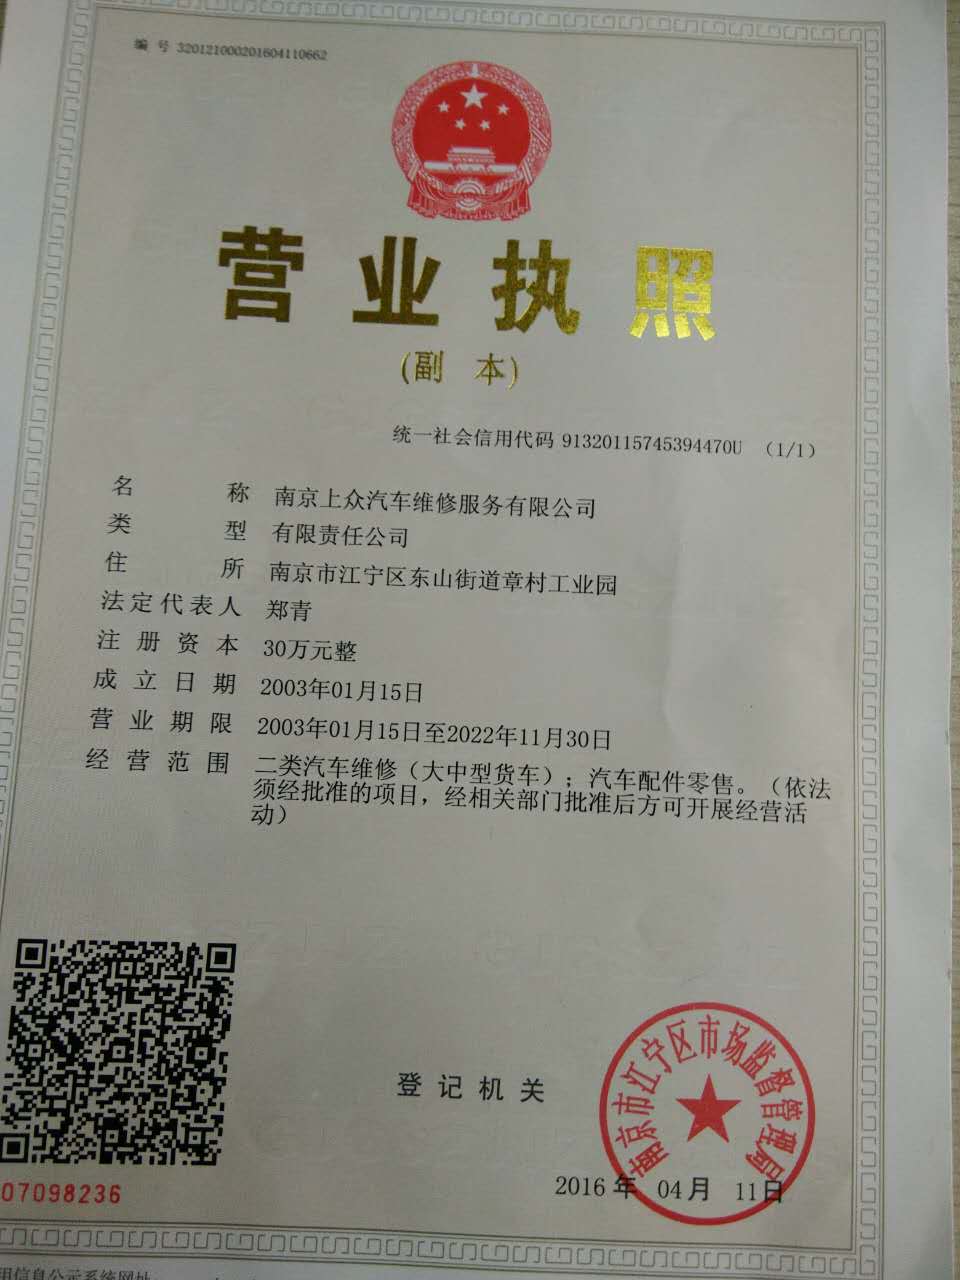 编 号 320121000201604110662
营业执照
(副 本)
统一社会信用代码 91320115745394470U (1/1)
名 称 南京上众汽车维修服务有限公司
类 型 有限责任公司
住 所 南京市江宁区东山街道章村工业园
法定代表人 郑青
注册资本 30万元整
成立日期 2003年01月15日
营业期限 2003年01月15日至2022年11月30日
经营范围 二类汽车维修（大中型货车）；汽车配件零售。（依法
须经批准的项目，经相关部门批准后方可开展经营活
动）
登记机关
南京市江宁区市场监督管理局
2016 年 04月 11日
07098236
用信息公示系统网址